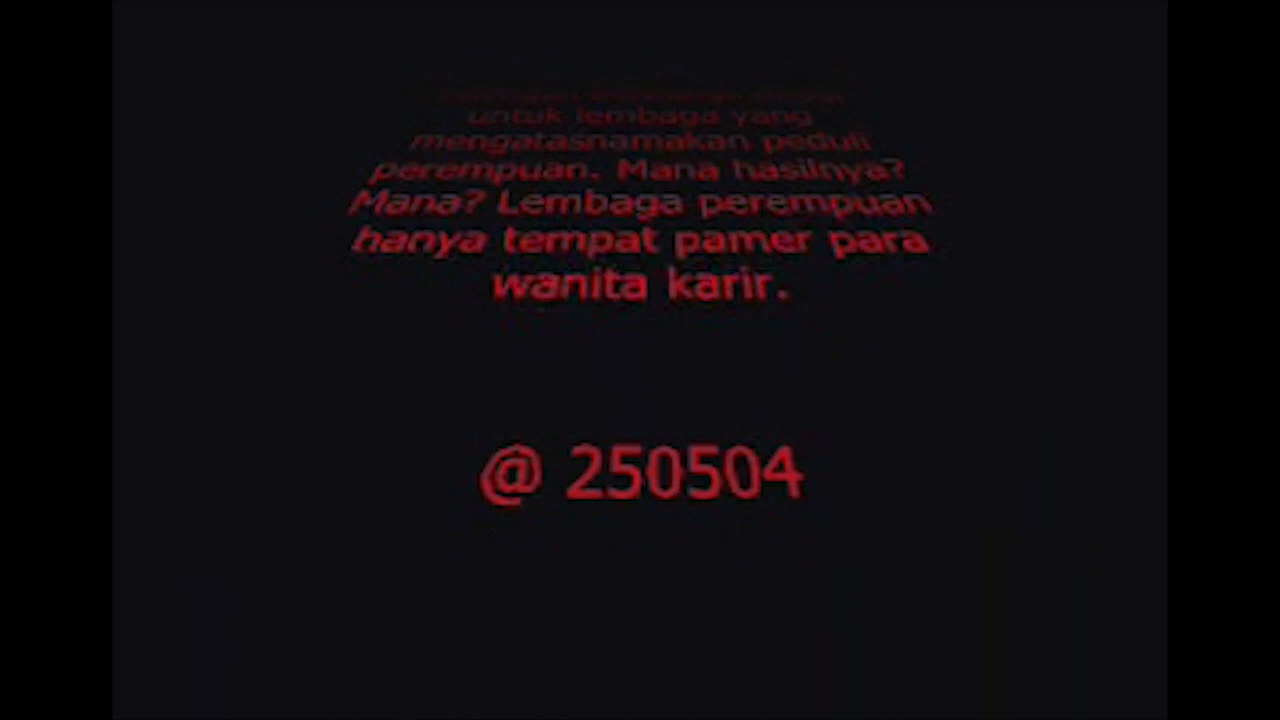 untuk lembaga yang
mengatasnamakan peduli
perempuan. Mana hasilnya?
Mana? Lembaga perempuan
hanya tempat pamer para
wanita karir.
@ 250504